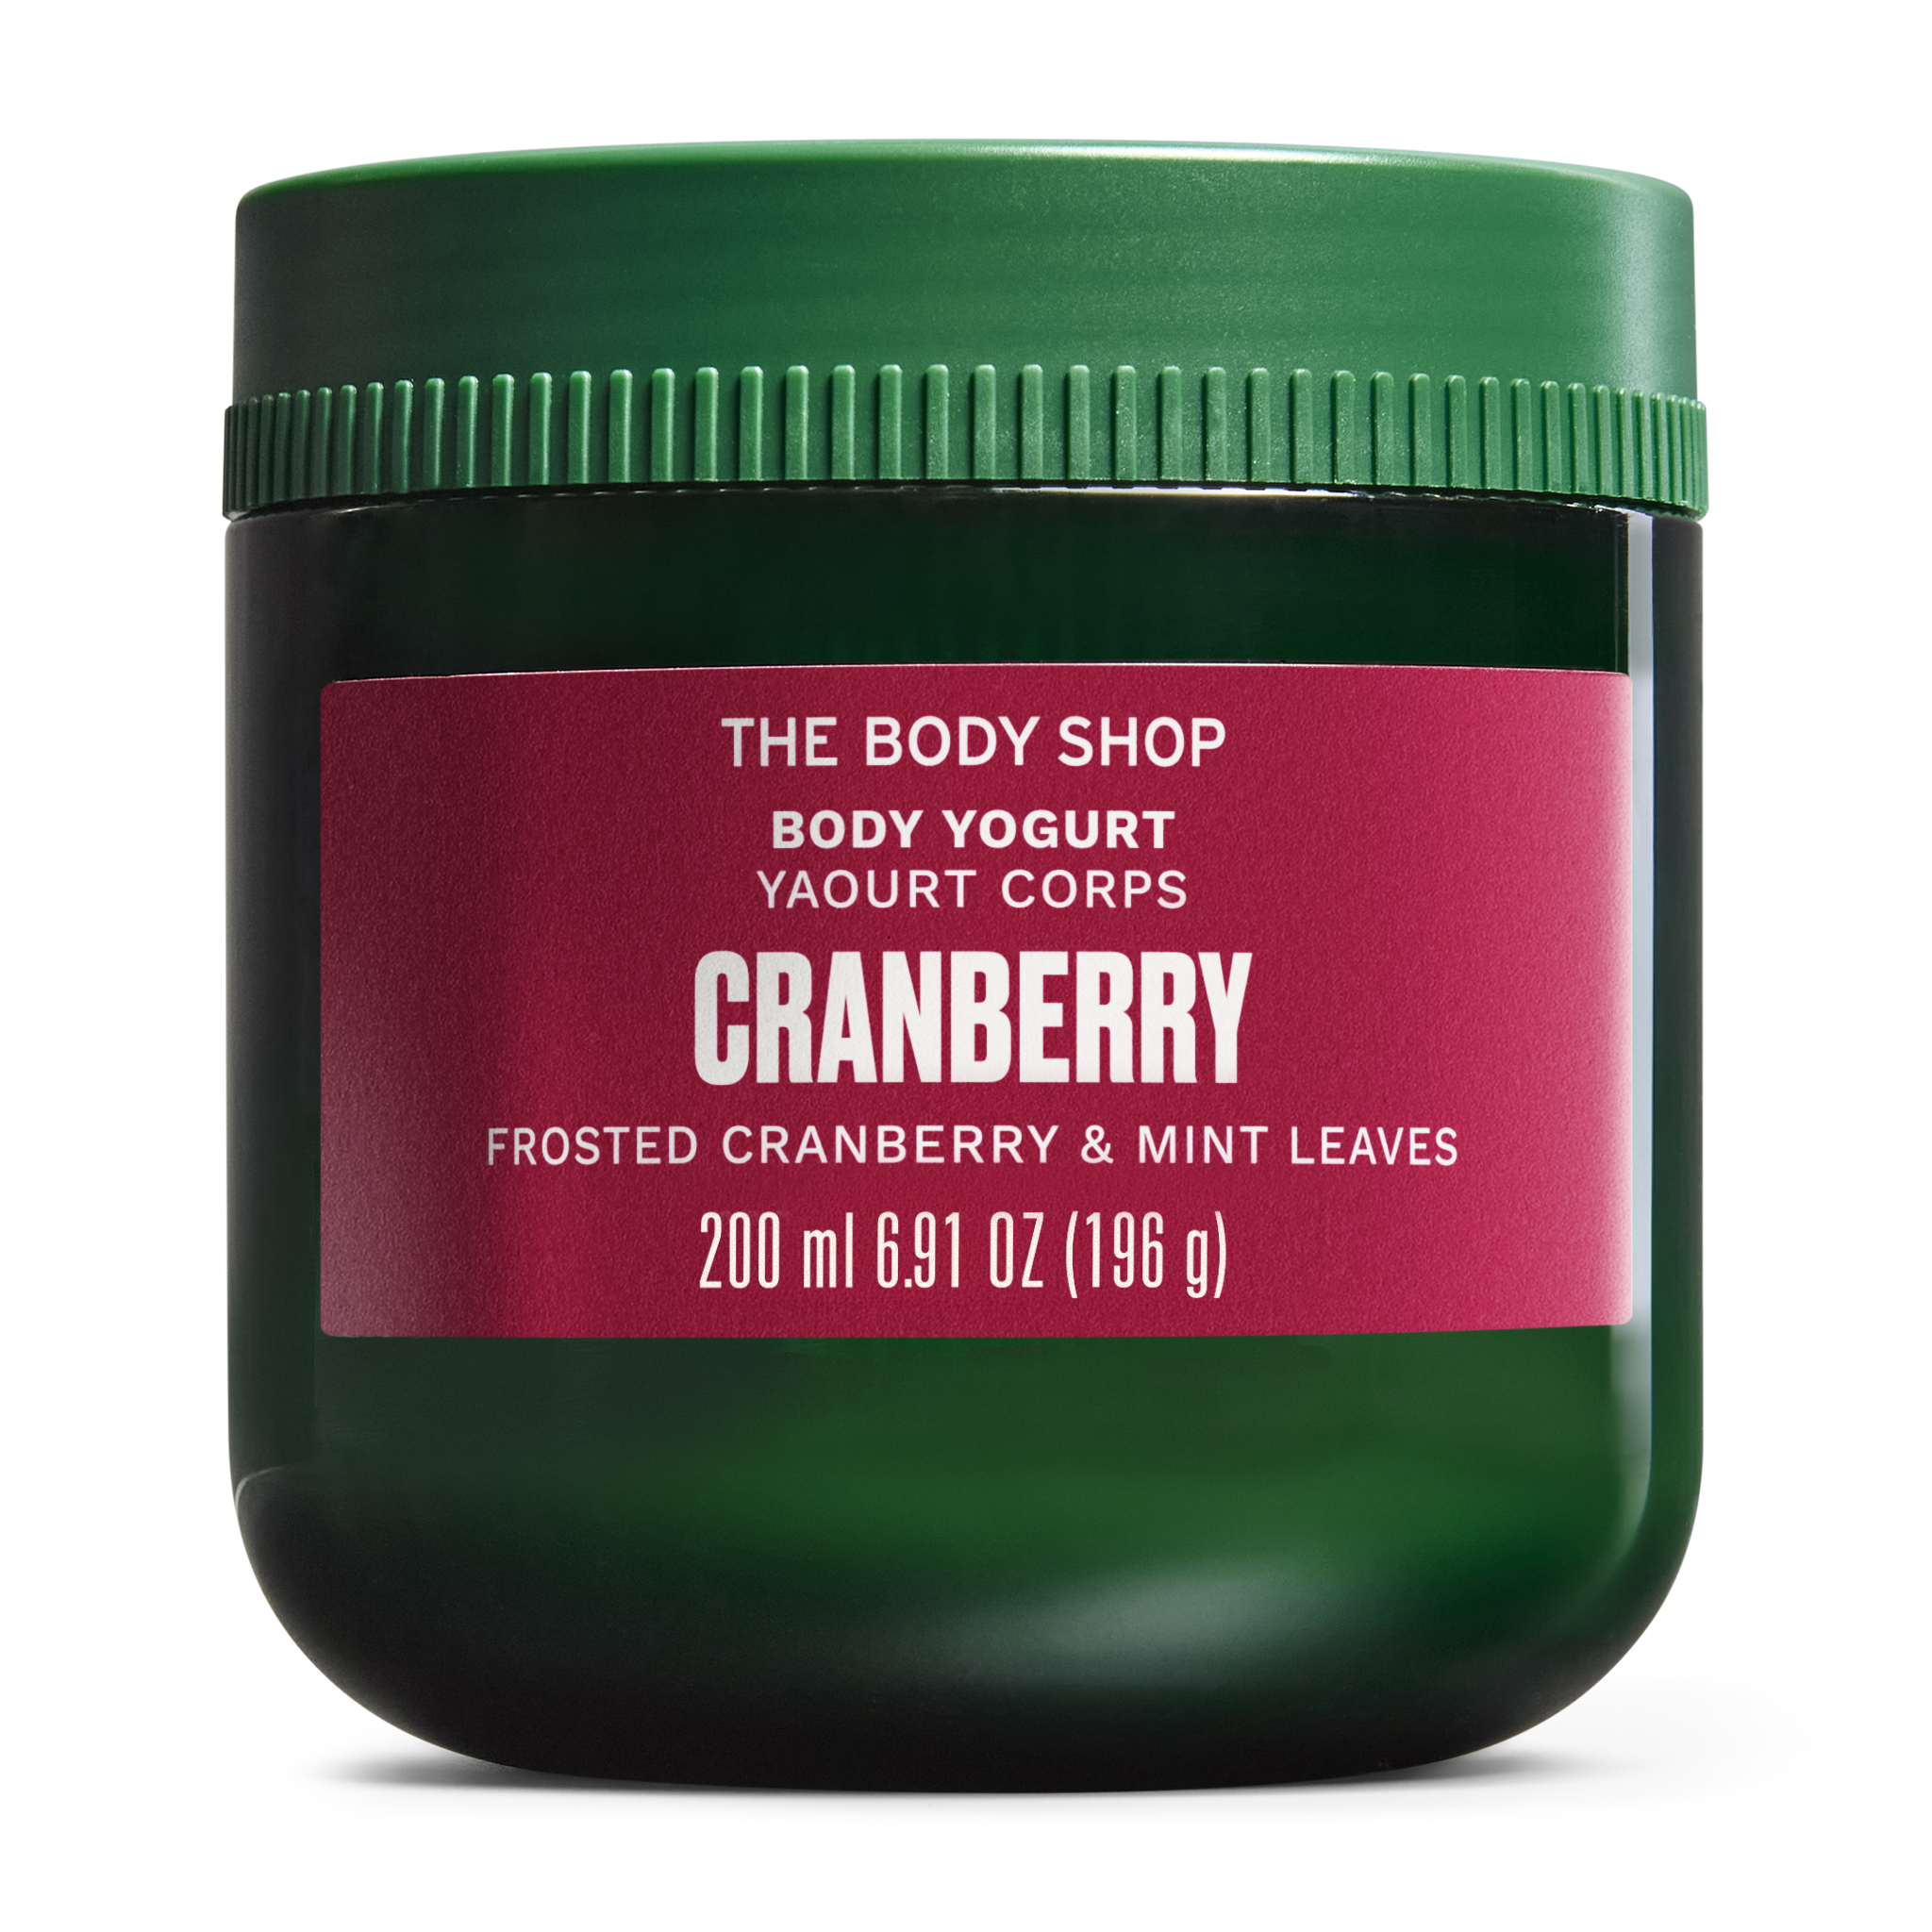 THE BODY SHOP
BODY YOGURT
YAOURT CORPS
CRANBERRY
FROSTED CRANBERRY & MINT LEAVES
200 ml 6.91 OZ (196 g)